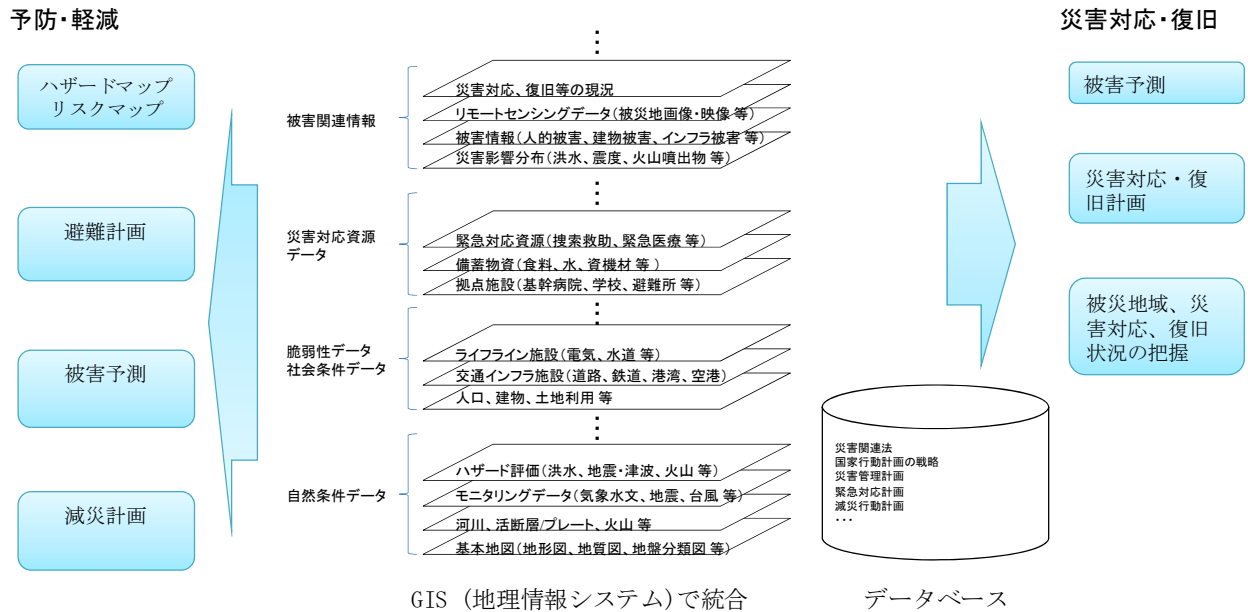 予防・軽減
ハザードマップ
リスクマップ
避難計画
被害予測
減災計画
被害関連情報
災害対応、復旧等の現況
リモートセンシングデータ(被災地画像・映像 等)
被害情報(人的被害、建物被害、インフラ被害 等)
災害影響分布(洪水、震度、火山噴出物 等)
災害対応資源
データ
緊急対応資源(捜索救助、緊急医療 等)
備蓄物資(食料、水、資機材 等 )
拠点施設(基幹病院、学校、避難所 等)
脆弱性データ
社会条件データ
ライフライン施設(電気、水道 等)
交通インフラ施設(道路、鉄道、港湾、空港)
人口、建物、土地利用 等
自然条件データ
ハザード評価(洪水、地震・津波、火山 等)
モニタリングデータ(気象水文、地震、台風 等)
河川、活断層/プレート、火山 等
基本地図(地形図、地質図、地盤分類図 等)
GIS (地理情報システム)で統合
災害関連法
国家行動計画の戦略
災害管理計画
緊急対応計画
減災行動計画
・・・
データベース
災害対応・復旧
被害予測
災害対応・復
旧計画
被災地域、災
害対応、復旧
状況の把握